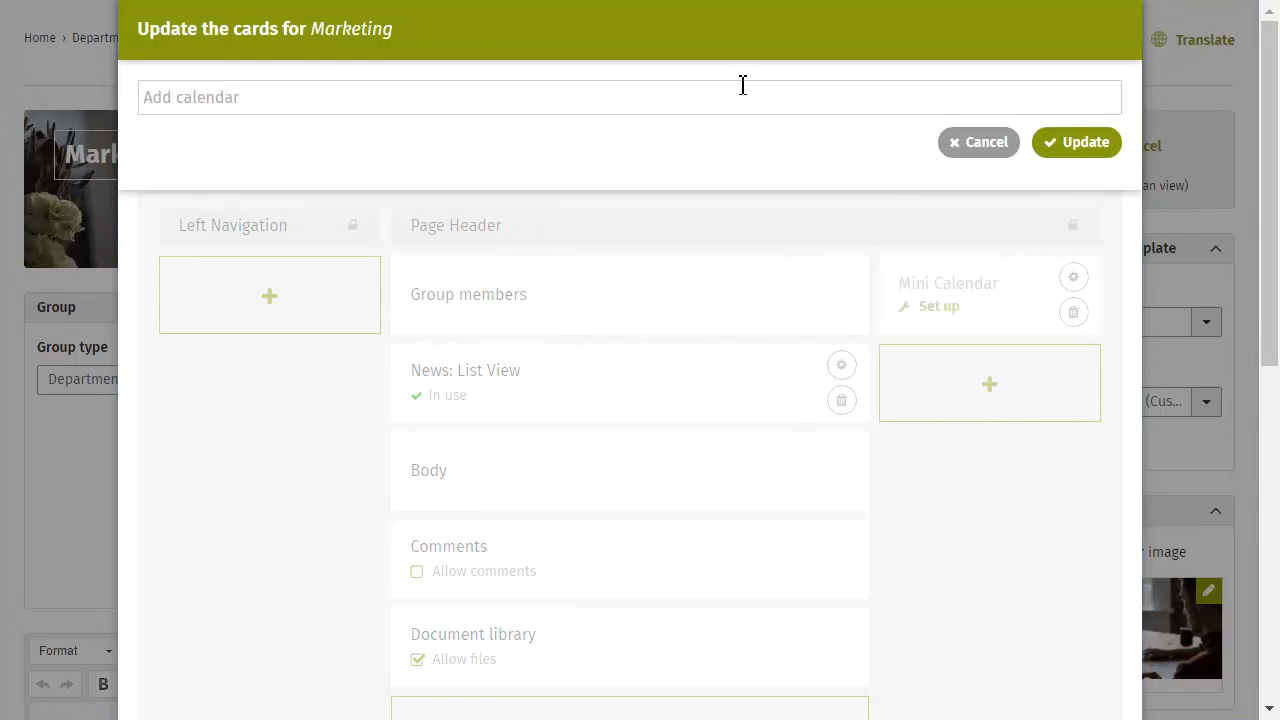 Update the cards for Marketing
Home › Departm
Translate
Add calendar
Cancel
Update
Mark
cel
an view)
Left Navigation
Page Header
plate
Group members
Mini Calendar
Set up
Group
Group type
News: List View
In use
Departmen
(Cus...
Body
Comments
Allow comments
r image
Document library
Allow files
Format
B